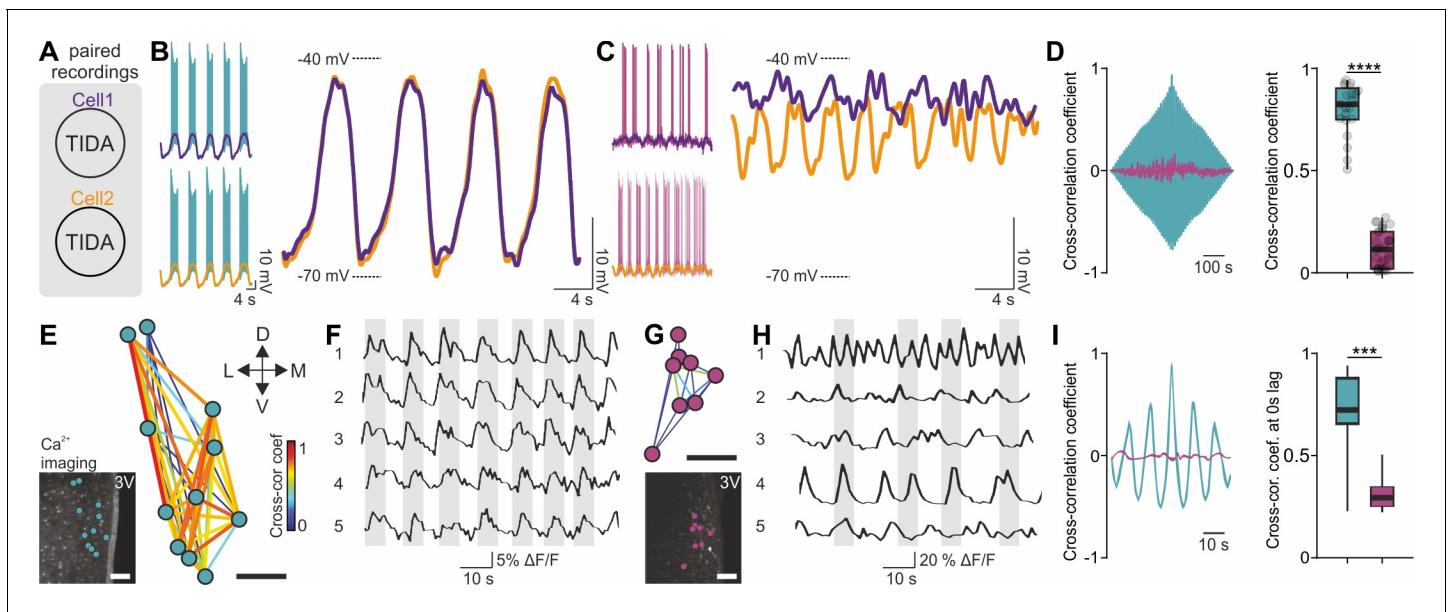 A
paired
recordings
Cell1
TIDA
Cell2
TIDA
B
10 mV
4 s
-40 mV
-70 mV
10 mV
4 s
C
-40 mV
-70 mV
10 mV
4 s
D
Cross-correlation coefficient
1
0
-1
100 s
Cross-correlation coefficient
1
0.5
0
****
E
D
L
M
V
Ca2+
imaging
3V
Cross-cor coef
1
0
F
1
2
3
4
5
5% ΔF/F
10 s
G
3V
H
1
2
3
4
5
20 % ΔF/F
10 s
I
Cross-correlation coefficient
1
0
-1
10 s
Cross-cor. coef. at 0s lag
1
0.5
0
***